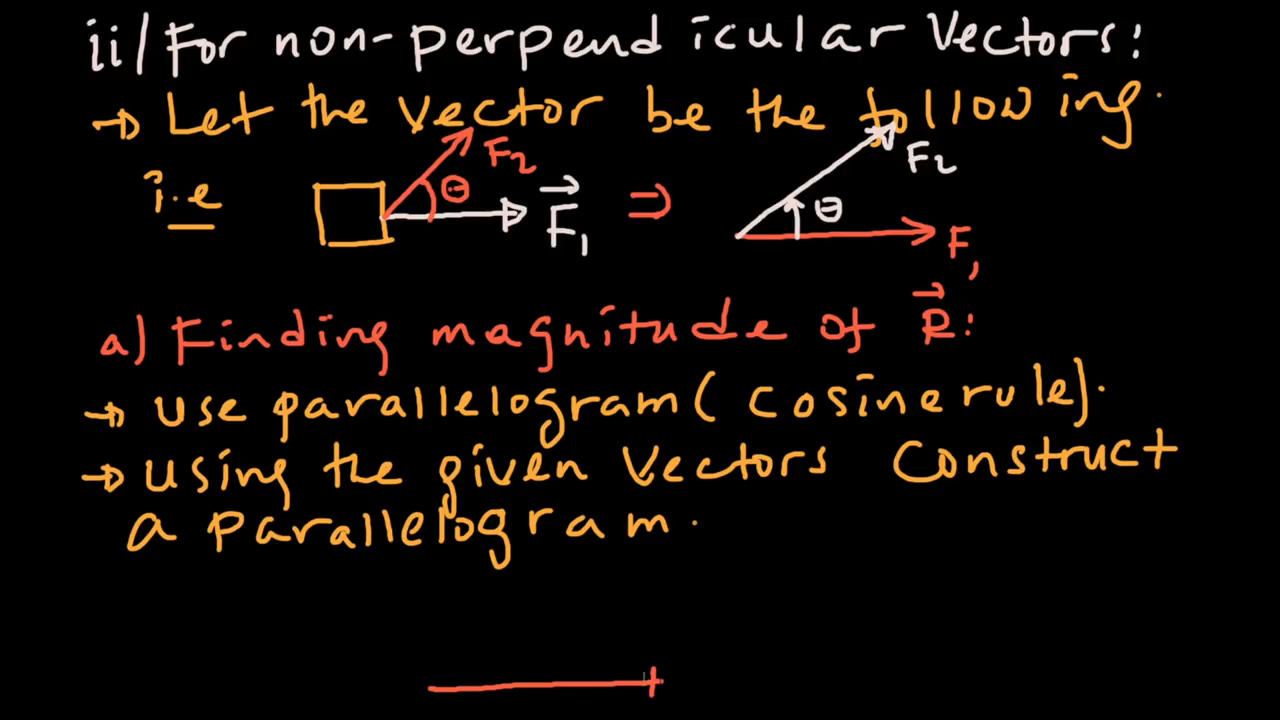 ii/ For non-perpendicular Vectors:
→ Let the vector be the following.
i.e F₂ θ F⃗₁ ⇒ F₂ θ F₁
a) Finding magnitude of R⃗:
→ Use parallelogram (cosine rule).
→ Using the given Vectors Construct
a parallelogram.